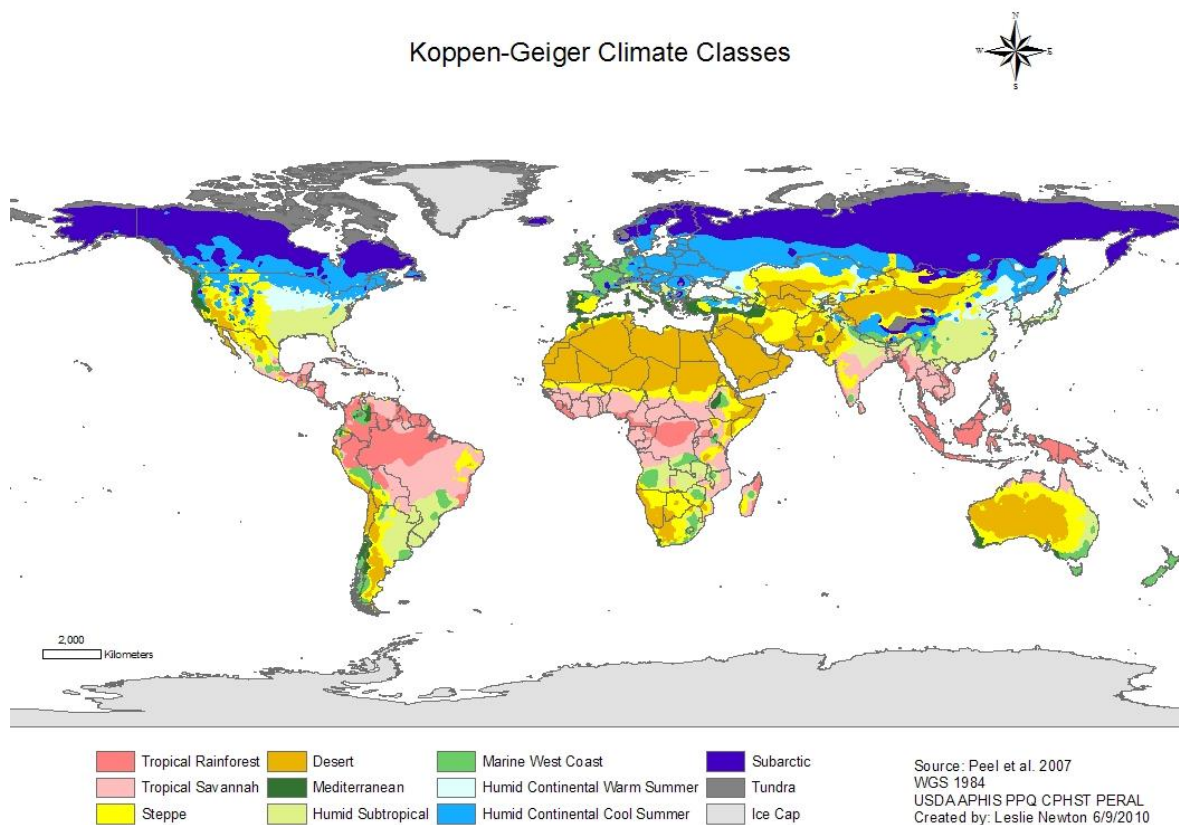 Koppen-Geiger Climate Classes
N
W E
S
2,000
Kilometers
Tropical Rainforest
Tropical Savannah
Steppe
Desert
Mediterranean
Humid Subtropical
Marine West Coast
Humid Continental Warm Summer
Humid Continental Cool Summer
Subarctic
Tundra
Ice Cap
Source: Peel et al. 2007
WGS 1984
USDA APHIS PPQ CPHST PERAL
Created by: Leslie Newton 6/9/2010